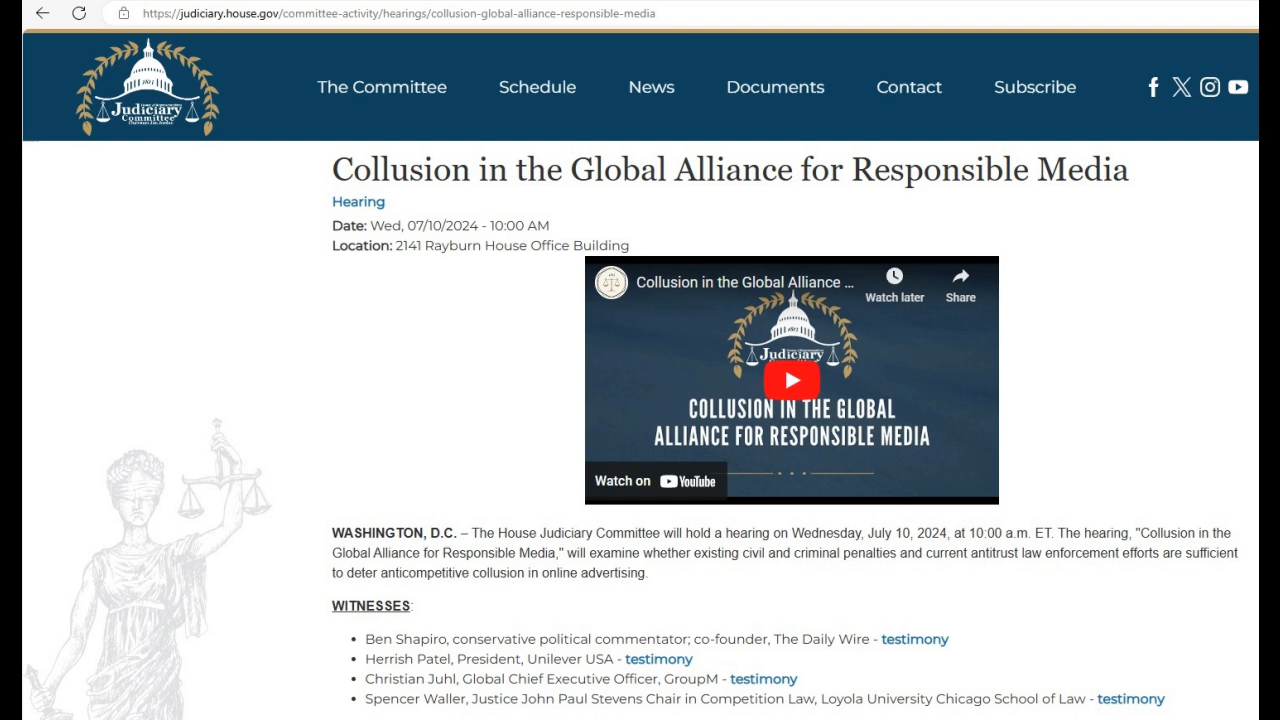 https://judiciary.house.gov/committee-activity/hearings/collusion-global-alliance-responsible-media
Judiciary
Committee
The Committee
Schedule
News
Documents
Contact
Subscribe
Collusion in the Global Alliance for Responsible Media
Hearing
Date: Wed, 07/10/2024 - 10:00 AM
Location: 2141 Rayburn House Office Building
Collusion in the Global Alliance ...
Watch later
Share
Judiciary
COLLUSION IN THE GLOBAL
ALLIANCE FOR RESPONSIBLE MEDIA
Watch on YouTube
WASHINGTON, D.C. – The House Judiciary Committee will hold a hearing on Wednesday, July 10, 2024, at 10:00 a.m. ET. The hearing, "Collusion in the
Global Alliance for Responsible Media," will examine whether existing civil and criminal penalties and current antitrust law enforcement efforts are sufficient
to deter anticompetitive collusion in online advertising.
WITNESSES:
• Ben Shapiro, conservative political commentator; co-founder, The Daily Wire - testimony
• Herrish Patel, President, Unilever USA - testimony
• Christian Juhl, Global Chief Executive Officer, GroupM - testimony
• Spencer Waller, Justice John Paul Stevens Chair in Competition Law, Loyola University Chicago School of Law - testimony